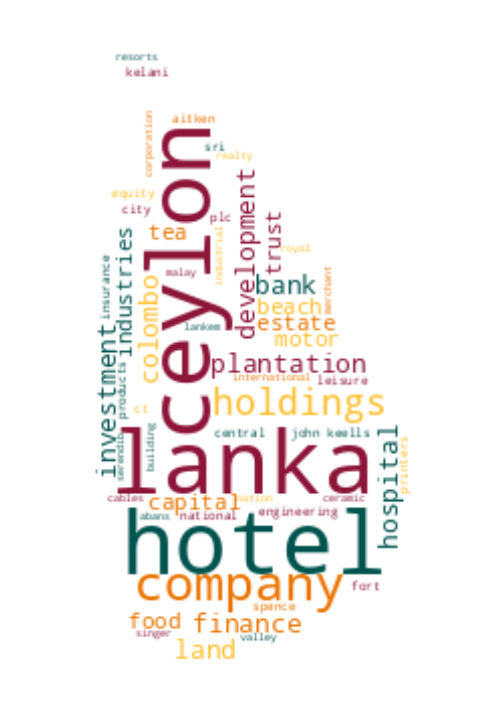 resorts
kelani
corporation
aitken
ceylon
sri
realty
equity
development
city
plc
trust
tea
industries
industrial
royal
insurance
malay
bank
merchant
colombo
beach
lankem
estate
investment
motor
plantation
products
international
leisure
holdings
ct
building
central
john keells
hospital
serendib
lanka
printers
cables
capital
nation
ceramic
abans
national
engineering
hotel
company
fort
spence
food
finance
singer
valley
land